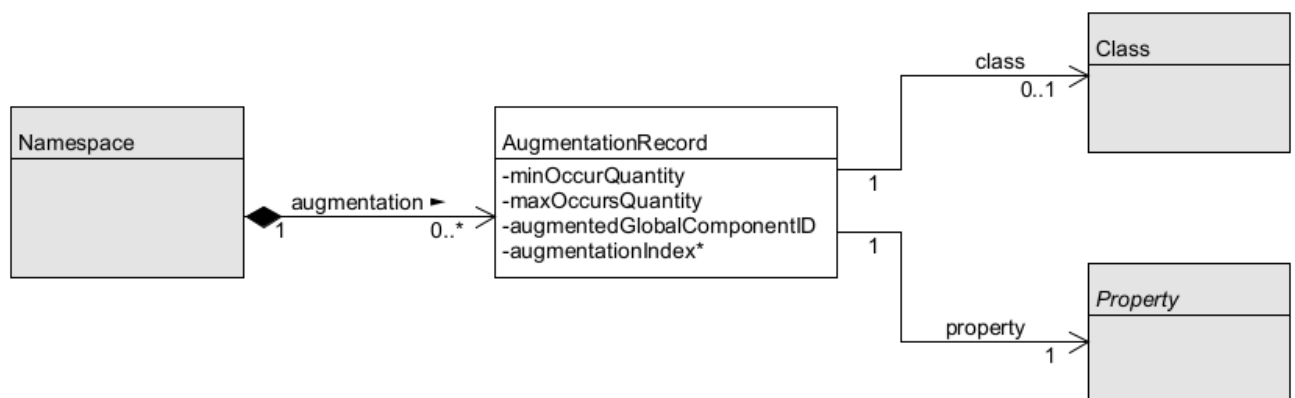 Class
class
0..1
Namespace
AugmentationRecord
-minOccurQuantity
-maxOccursQuantity
-augmentedGlobalComponentID
-augmentationIndex*
augmentation ►
1
0..*
1
1
Property
property
1